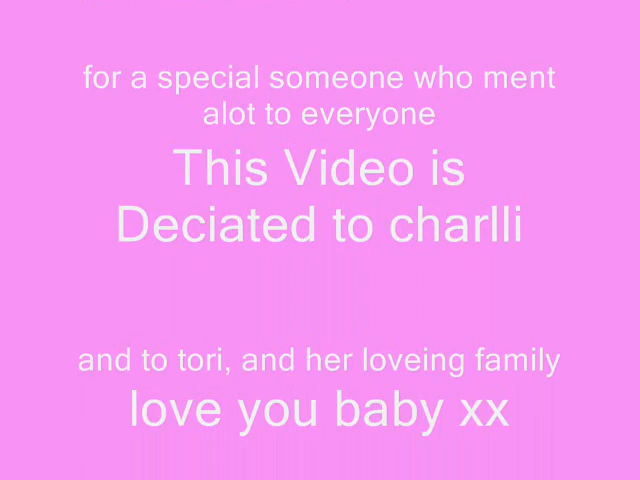 for a special someone who ment
alot to everyone
This Video is
Deciated to charlli
and to tori, and her loveing family
love you baby xx